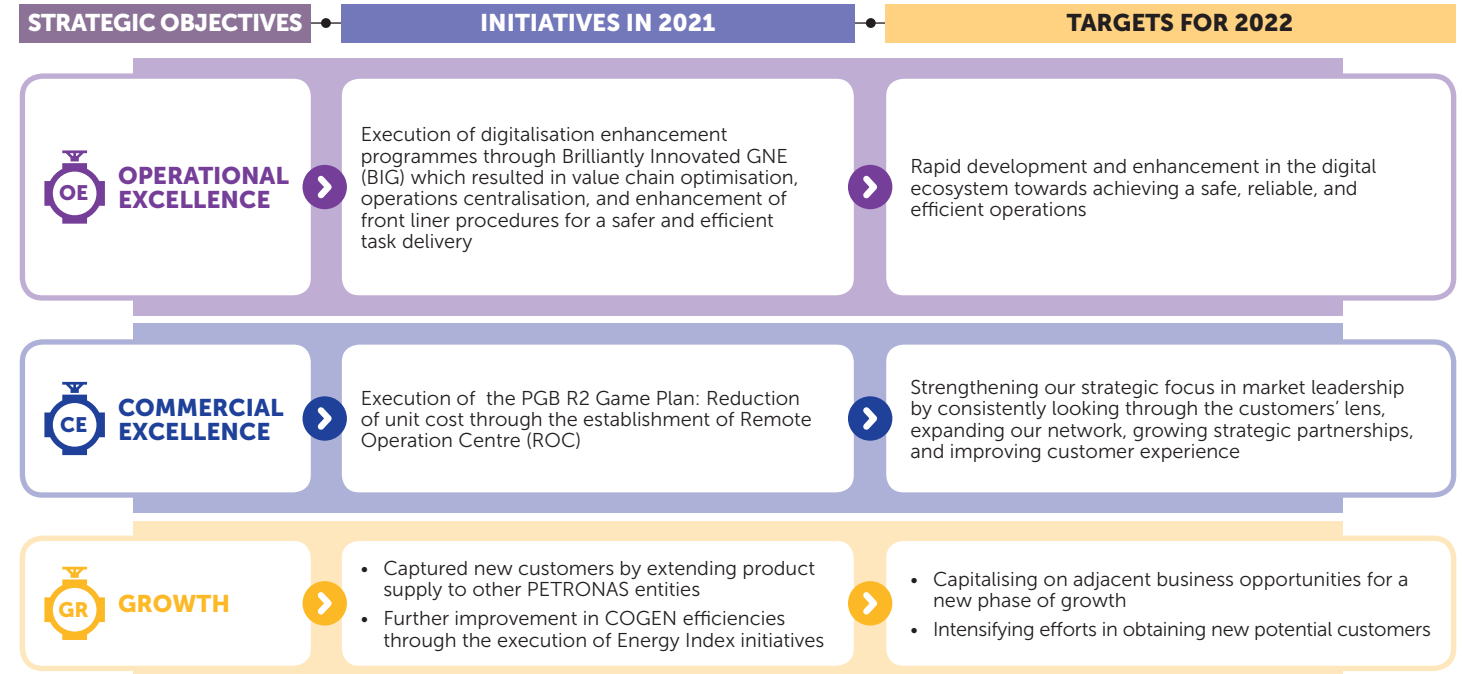 STRATEGIC OBJECTIVES
INITIATIVES IN 2021
TARGETS FOR 2022
OE
OPERATIONAL
EXCELLENCE
Execution of digitalisation enhancement
programmes through Brilliantly Innovated GNE
(BIG) which resulted in value chain optimisation,
operations centralisation, and enhancement of
front liner procedures for a safer and efficient
task delivery
Rapid development and enhancement in the digital
ecosystem towards achieving a safe, reliable, and
efficient operations
CE
COMMERCIAL
EXCELLENCE
Execution of the PGB R2 Game Plan: Reduction
of unit cost through the establishment of Remote
Operation Centre (ROC)
Strengthening our strategic focus in market leadership
by consistently looking through the customers’ lens,
expanding our network, growing strategic partnerships,
and improving customer experience
GR
GROWTH
• Captured new customers by extending product
supply to other PETRONAS entities
• Further improvement in COGEN efficiencies
through the execution of Energy Index initiatives
• Capitalising on adjacent business opportunities for a
new phase of growth
• Intensifying efforts in obtaining new potential customers